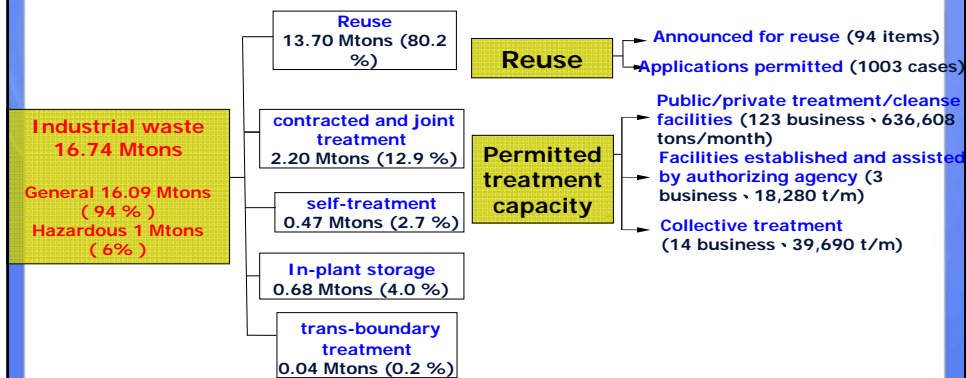 Industrial waste
16.74 Mtons
General 16.09 Mtons
( 94 % )
Hazardous 1 Mtons
( 6% )
Reuse
13.70 Mtons (80.2
%)
contracted and joint
treatment
2.20 Mtons (12.9 %)
self-treatment
0.47 Mtons (2.7 %)
In-plant storage
0.68 Mtons (4.0 %)
trans-boundary
treatment
0.04 Mtons (0.2 %)
Reuse
Announced for reuse (94 items)
Applications permitted (1003 cases)
Permitted
treatment
capacity
Public/private treatment/cleanse
facilities (123 business、636,608
tons/month)
Facilities established and assisted
by authorizing agency (3
business、18,280 t/m)
Collective treatment
(14 business、39,690 t/m)